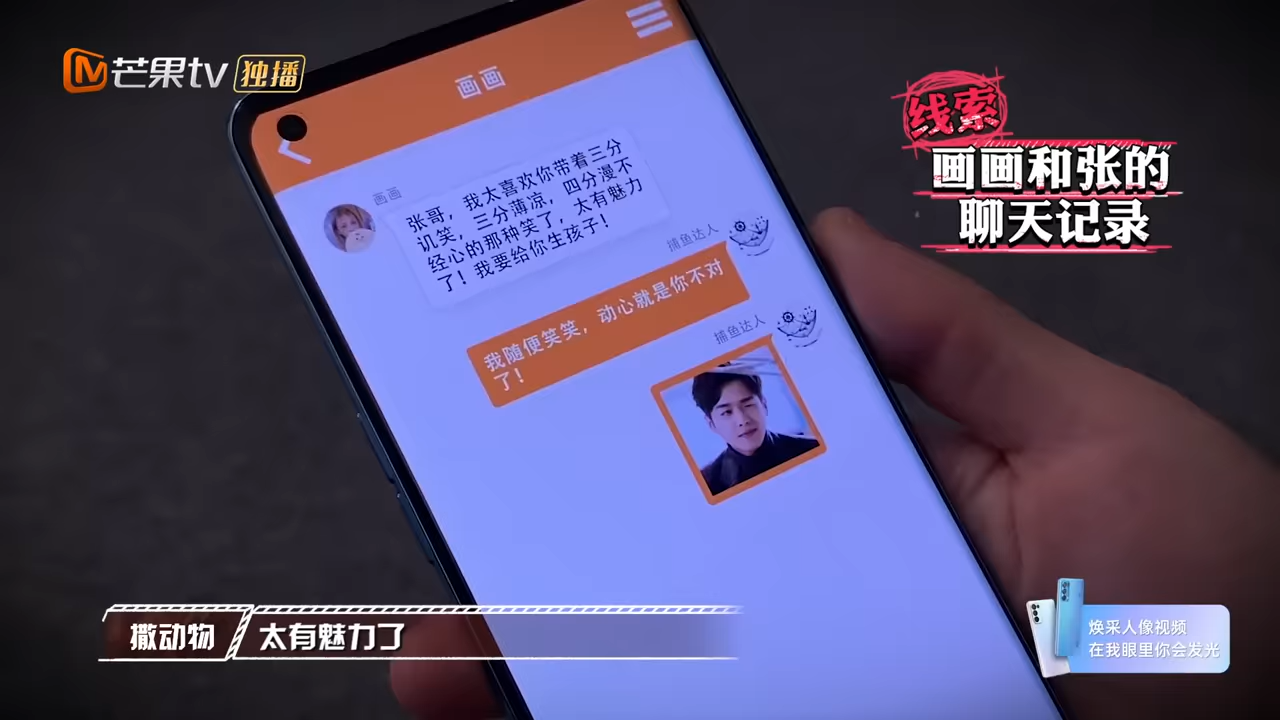 芒果tv 独播
线索
画画和张的
聊天记录
画画
画画
张哥，我太喜欢你带着三分
讥笑，三分薄凉，四分漫不
经心的那种笑了，太有魅力
了！我要给你生孩子！
捕鱼达人
我随便笑笑，动心就是你不对
了！
捕鱼达人
撒动物 太有魅力了
焕采人像视频
在我眼里你会发光